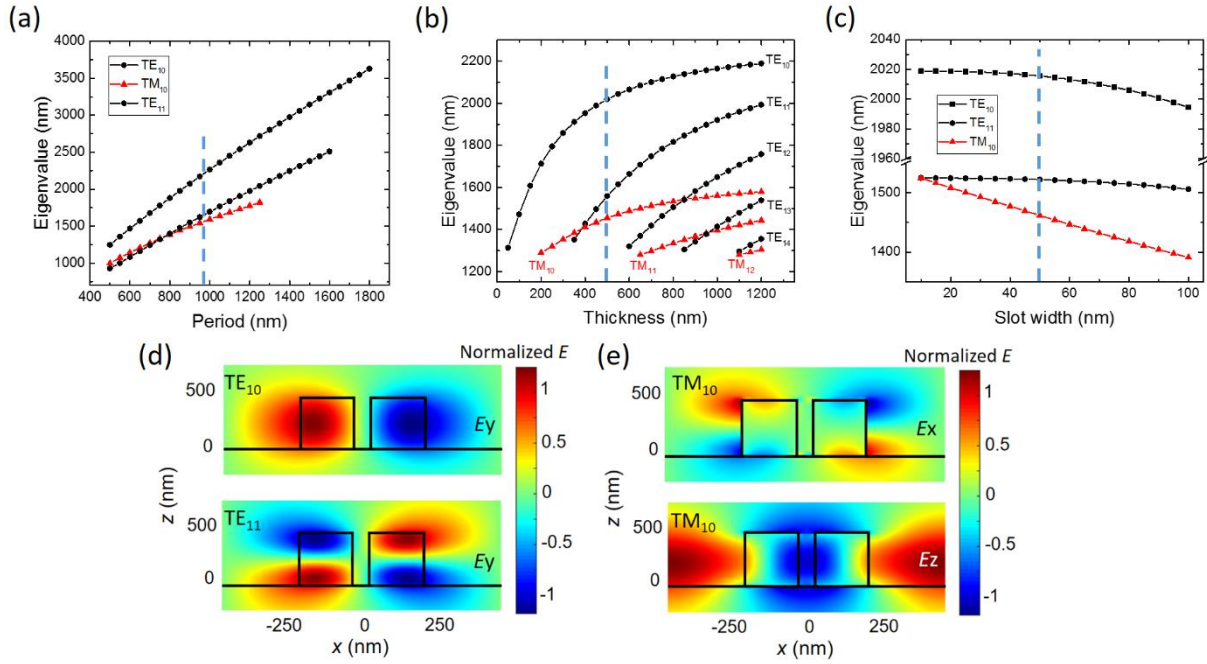 (a)
4000
3500
3000
2500
2000
1500
1000
Eigenvalue (nm)
TE10
TM10
TE11
400 600 800 1000 1200 1400 1600 1800
Period (nm)
(b)
2200
2000
1800
1600
1400
1200
Eigenvalue (nm)
TE10
TE11
TE12
TE13
TE14
TM10
TM11
TM12
0 200 400 600 800 1000 1200
Thickness (nm)
(c)
2040
2020
2000
1980
1960
1500
1400
Eigenvalue (nm)
TE10
TE11
TM10
20 40 60 80 100
Slot width (nm)
(d)
Normalized E
TE10
Ey
500
0
TE11
Ey
500
0
z (nm)
-250 0 250
x (nm)
1
0.5
0
-0.5
-1
(e)
Normalized E
TM10
Ex
500
0
TM10
Ez
500
0
z (nm)
-250 0 250
x (nm)
1
0.5
0
-0.5
-1